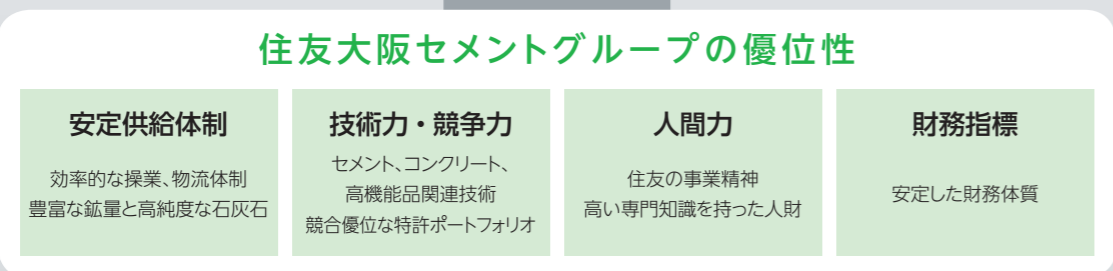 住友大阪セメントグループの優位性
安定供給体制
効率的な操業、物流体制
豊富な鉱量と高純度な石灰石
技術力・競争力
セメント、コンクリート、
高機能品関連技術
競合優位な特許ポートフォリオ
人間力
住友の事業精神
高い専門知識を持った人財
財務指標
安定した財務体質